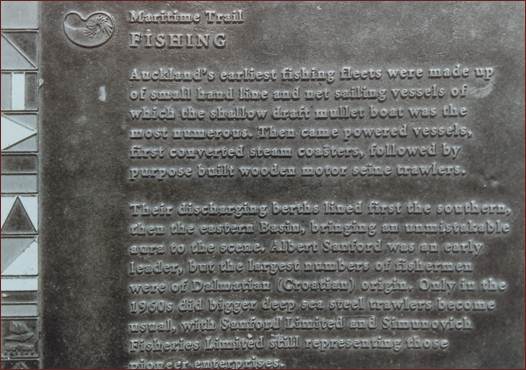 Maritime Trail
FISHING
Auckland's earliest fishing fleets were made up
of small hand line and net sailing vessels of
which the shallow draft mullet boat was the
most numerous. Then came powered vessels,
first converted steam coasters, followed by
purpose built wooden motor seine trawlers.
Their discharging berths lined first the southern,
then the eastern Basin, bringing an unmistakable
aura to the scene. Albert Sanford was an early
leader, but the largest numbers of fishermen
were of Dalmatian (Croatian) origin. Only in the
1960s did bigger deep sea steel trawlers become
usual, with Sanford Limited and Simunovich
Fisheries Limited still representing those
pioneer enterprises.